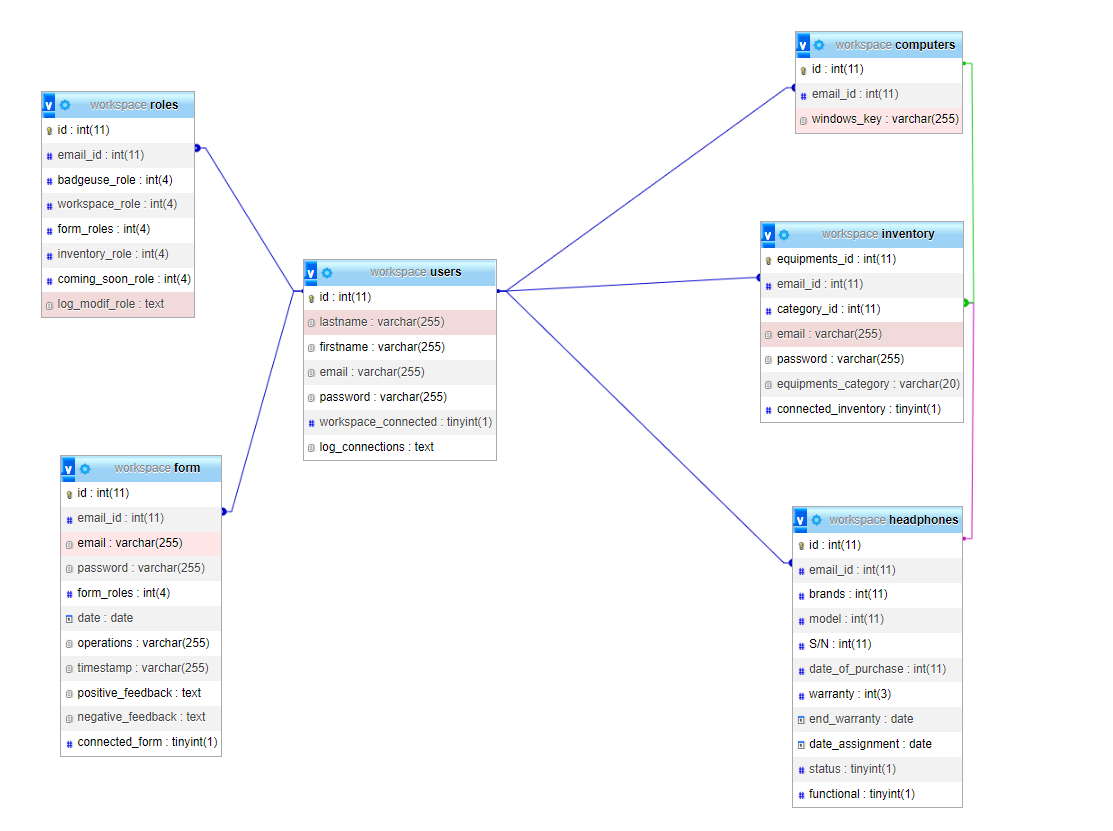 workspace computers
id : int(11)
email_id : int(11)
windows_key : varchar(255)
workspace roles
id : int(11)
email_id : int(11)
badgeuse_role : int(4)
workspace_role : int(4)
form_roles : int(4)
inventory_role : int(4)
coming_soon_role : int(4)
log_modif_role : text
workspace inventory
equipments_id : int(11)
email_id : int(11)
category_id : int(11)
email : varchar(255)
password : varchar(255)
equipments_category : varchar(20)
connected_inventory : tinyint(1)
workspace users
id : int(11)
lastname : varchar(255)
firstname : varchar(255)
email : varchar(255)
password : varchar(255)
workspace_connected : tinyint(1)
log_connections : text
workspace form
id : int(11)
email_id : int(11)
email : varchar(255)
password : varchar(255)
form_roles : int(4)
date : date
operations : varchar(255)
timestamp : varchar(255)
positive_feedback : text
negative_feedback : text
connected_form : tinyint(1)
workspace headphones
id : int(11)
email_id : int(11)
brands : int(11)
model : int(11)
S/N : int(11)
date_of_purchase : int(11)
warranty : int(3)
end_warranty : date
date_assignment : date
status : tinyint(1)
functional : tinyint(1)